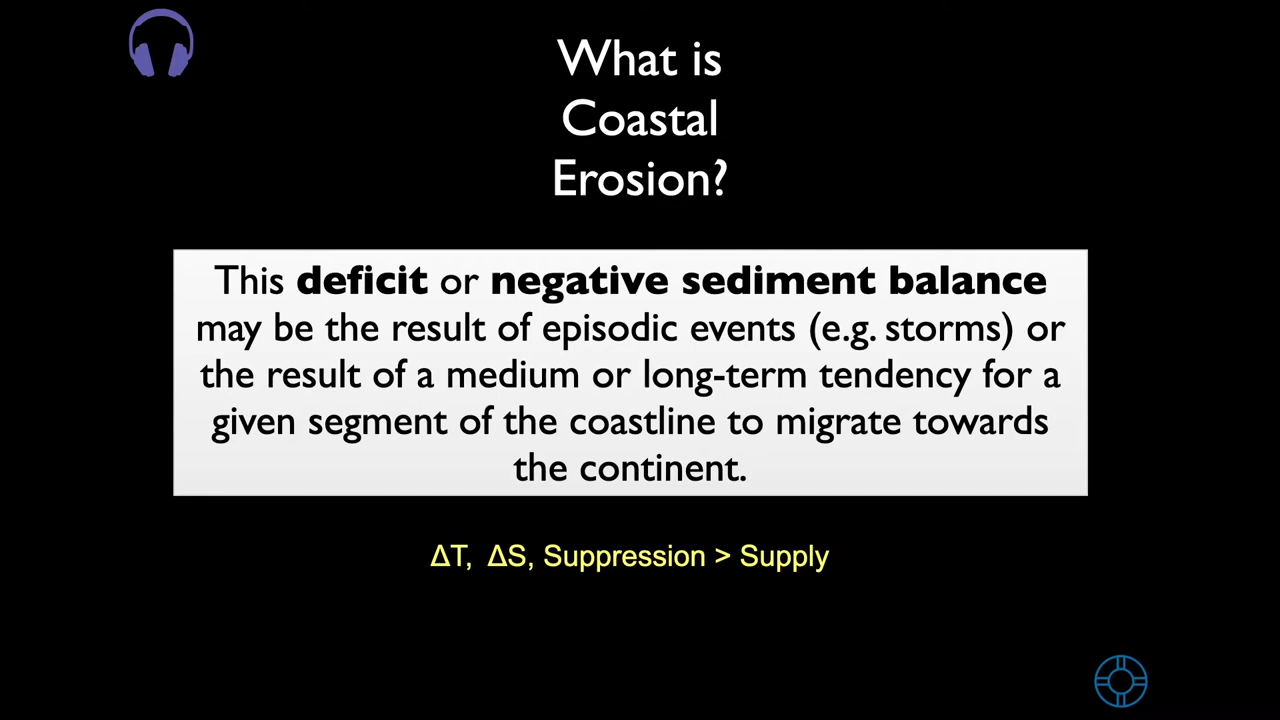 What is
Coastal
Erosion?
This deficit or negative sediment balance
may be the result of episodic events (e.g. storms) or
the result of a medium or long-term tendency for a
given segment of the coastline to migrate towards
the continent.
ΔT,  ΔS, Suppression > Supply